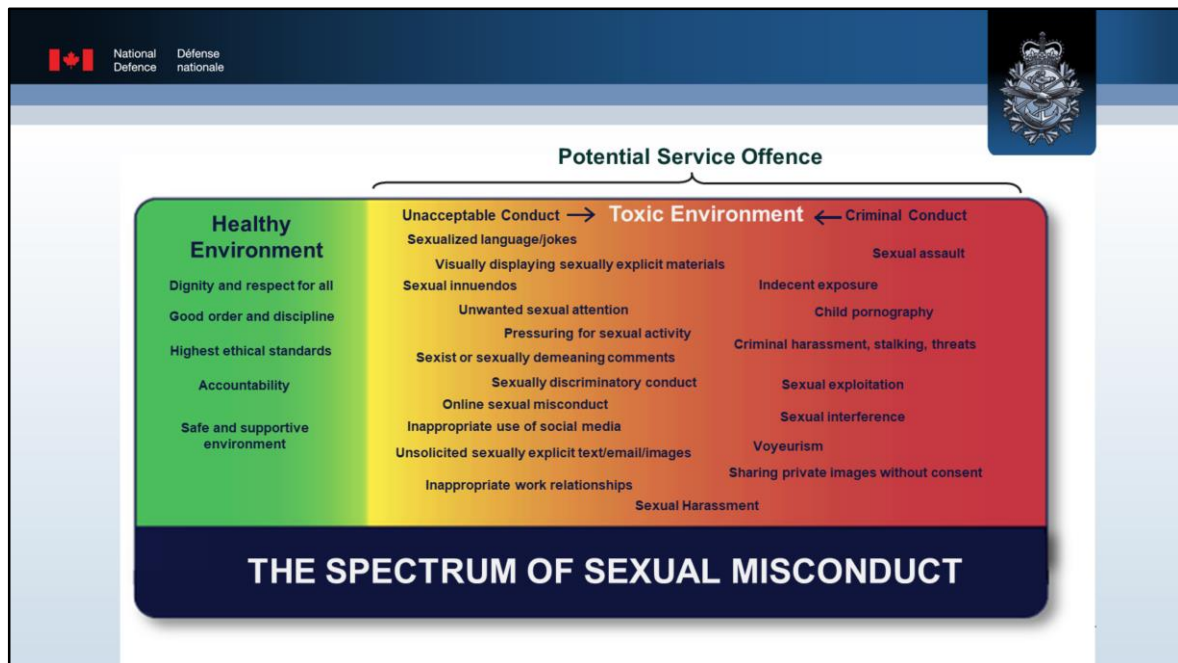 National Défense
Defence nationale
Potential Service Offence
Healthy
Environment
Dignity and respect for all
Good order and discipline
Highest ethical standards
Accountability
Safe and supportive
environment
Unacceptable Conduct → Toxic Environment ← Criminal Conduct
Sexualized language/jokes
Visually displaying sexually explicit materials
Sexual innuendos
Unwanted sexual attention
Pressuring for sexual activity
Sexist or sexually demeaning comments
Sexually discriminatory conduct
Online sexual misconduct
Inappropriate use of social media
Unsolicited sexually explicit text/email/images
Inappropriate work relationships
Sexual Harassment
Sexual assault
Indecent exposure
Child pornography
Criminal harassment, stalking, threats
Sexual exploitation
Sexual interference
Voyeurism
Sharing private images without consent
THE SPECTRUM OF SEXUAL MISCONDUCT